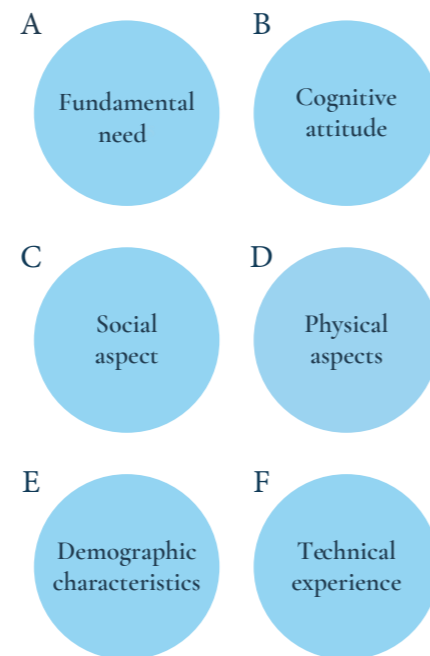 A
Fundamental
need
B
Cognitive
attitude
C
Social
aspect
D
Physical
aspects
E
Demographic
characteristics
F
Technical
experience